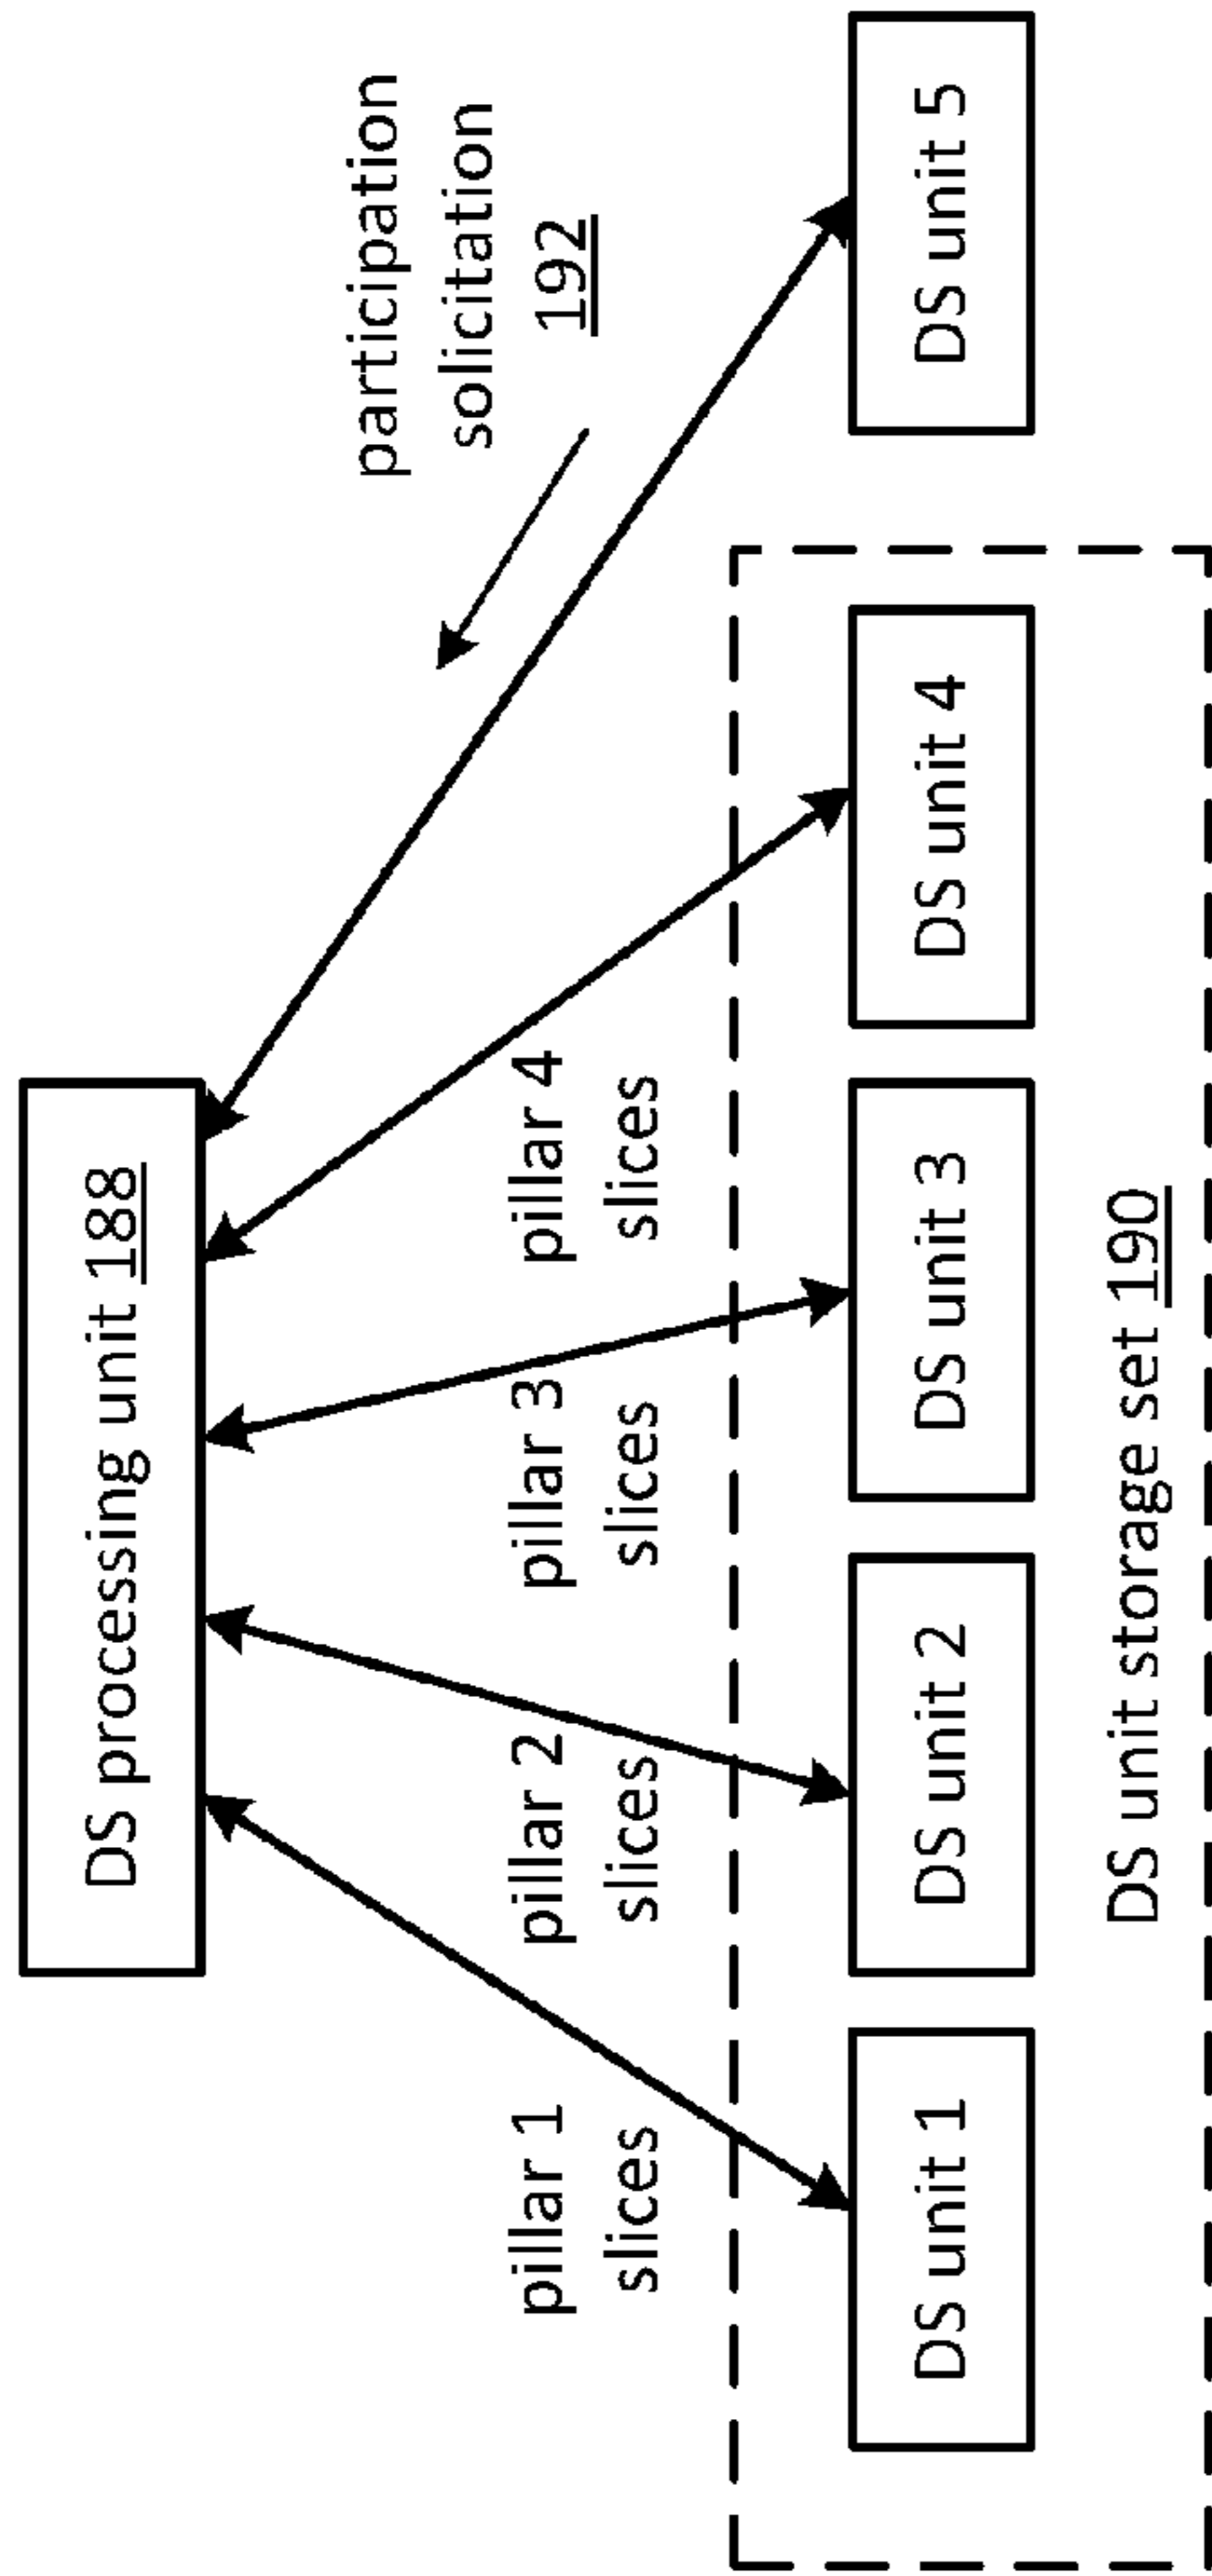 DS processing unit 188
participation
solicitation
192
pillar 1
slices
pillar 2
slices
pillar 3
slices
pillar 4
slices
DS unit 1
DS unit 2
DS unit 3
DS unit 4
DS unit 5
DS unit storage set 190